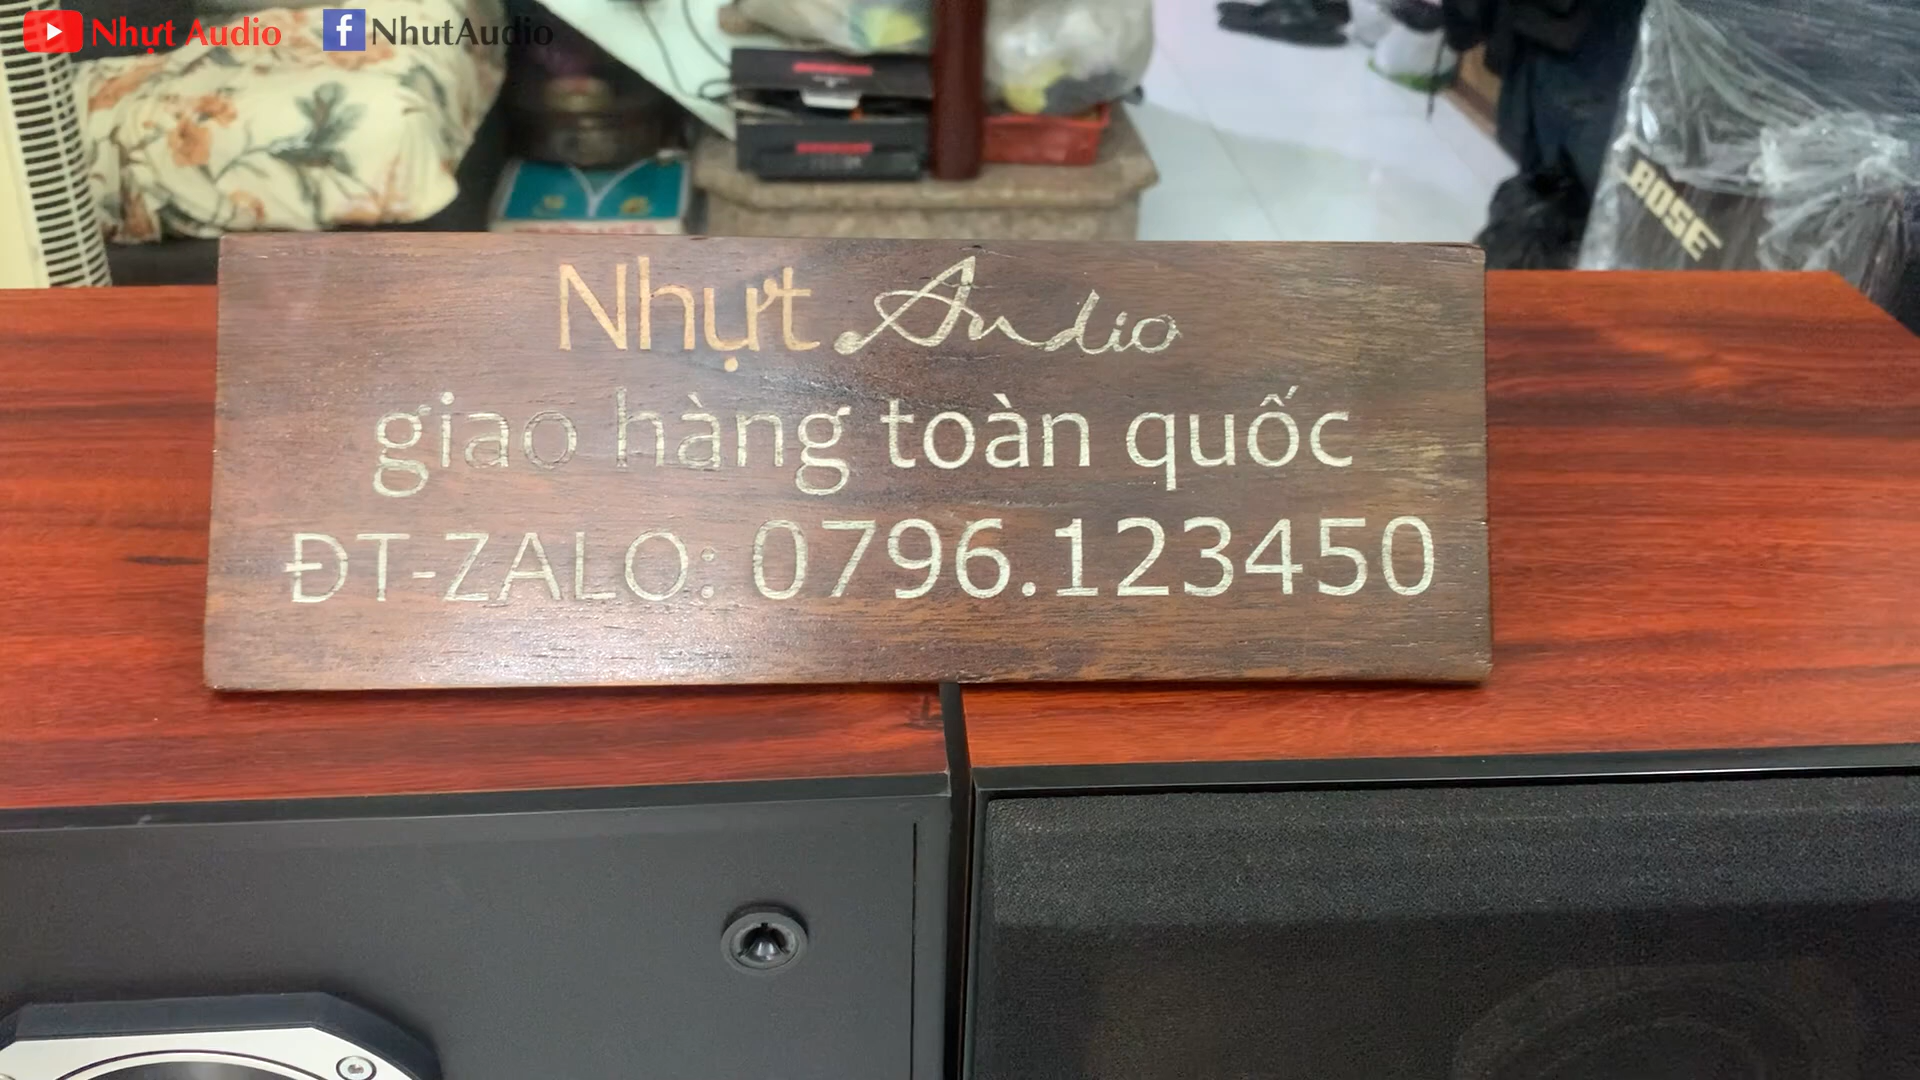 Nhựt Audio NhutAudio
BOSE
Nhựt Audio
giao hàng toàn quốc
ĐT-ZALO: 0796.123450